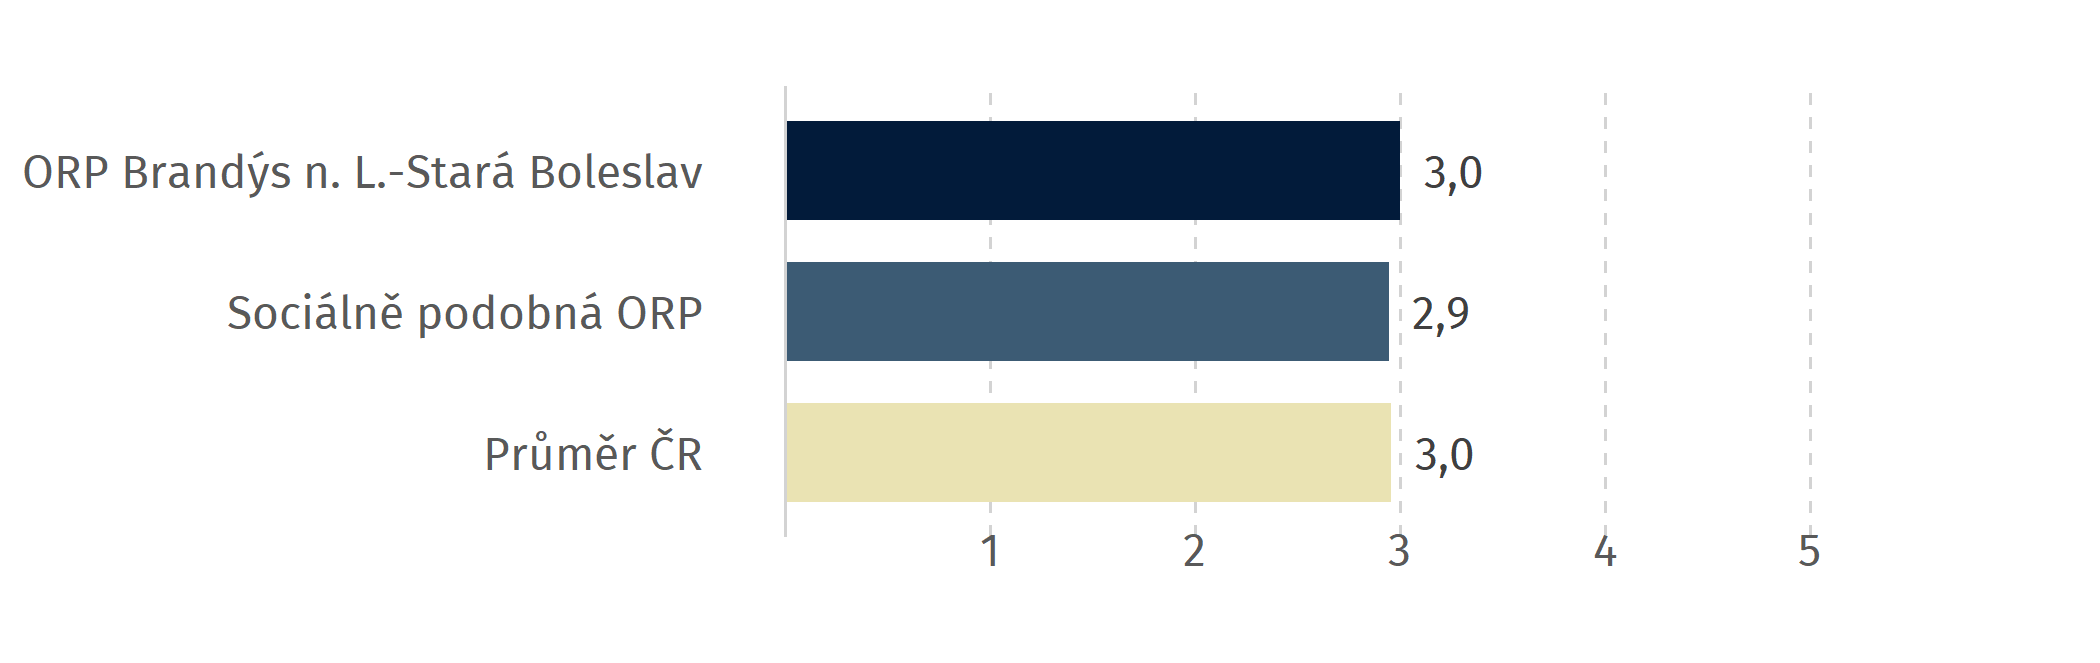 ORP Brandýs n. L.-Stará Boleslav 3,0
Sociálně podobná ORP 2,9
Průměr ČR 3,0
1 2 3 4 5